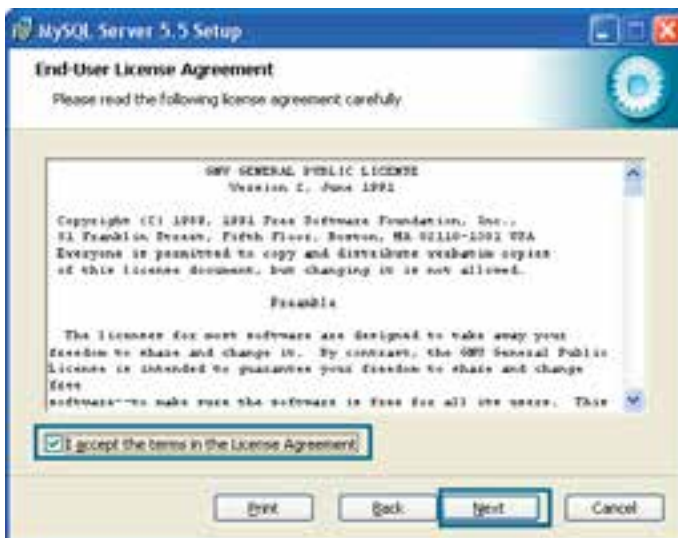 MySQL Server 5.5 Setup
End-User License Agreement
Please read the following license agreement carefully
GNU GENERAL PUBLIC LICENSE
Version 2, June 1991
Copyright (C) 1989, 1991 Free Software Foundation, Inc.,
51 Franklin Street, Fifth Floor, Boston, MA 02110-1301 USA
Everyone is permitted to copy and distribute verbatim copies
of this license document, but changing it is not allowed.
Preamble
The licenses for most software are designed to take away your
freedom to share and change it. By contrast, the GNU General Public
License is intended to guarantee your freedom to share and change
free
software--to make sure the software is free for all its users. This
I accept the terms in the License Agreement
Print
Back
Next
Cancel